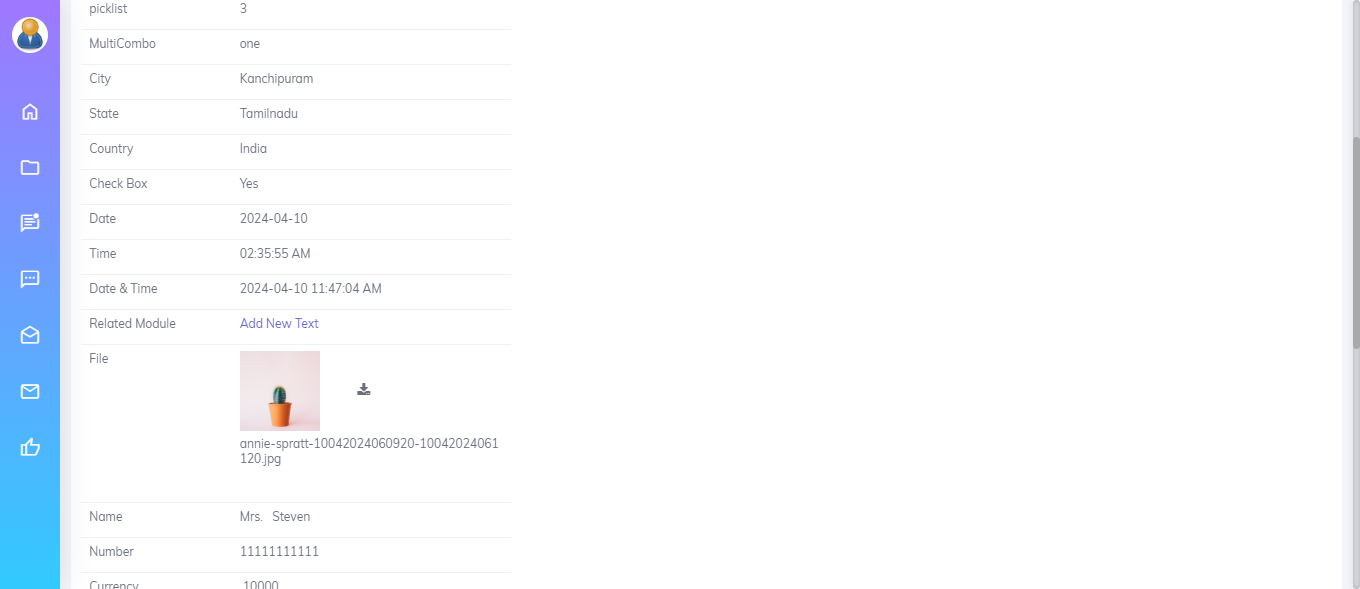 picklist 3
MultiCombo one
City Kanchipuram
State Tamilnadu
Country India
Check Box Yes
Date 2024-04-10
Time 02:35:55 AM
Date & Time 2024-04-10 11:47:04 AM
Related Module Add New Text
File
annie-spratt-10042024060920-10042024061
120.jpg
Name Mrs. Steven
Number 11111111111
Currency 10000